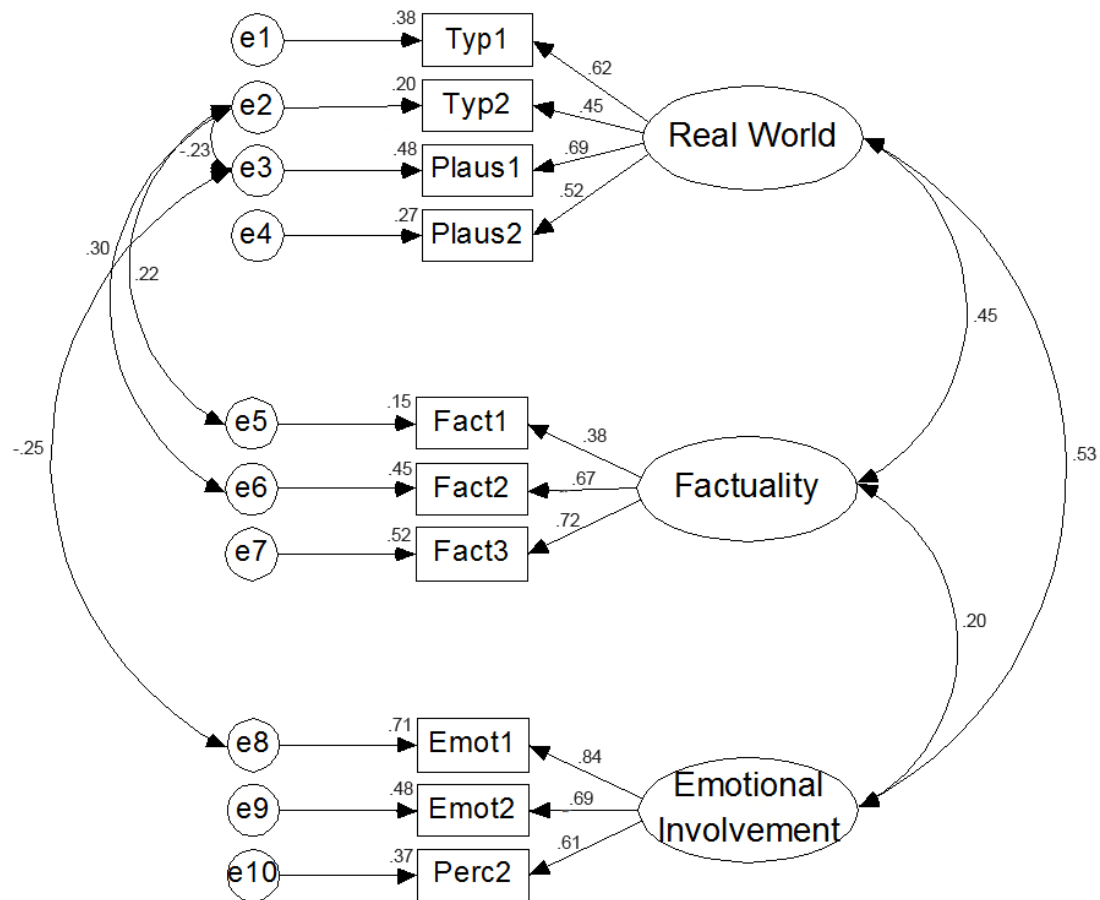 e1
.38
Typ1
.62
e2
.20
Typ2
.45
Real World
-.23
e3
.48
Plaus1
.69
e4
.27
Plaus2
.52
.30
.22
.45
e5
.15
Fact1
.38
-.25
e6
.45
Fact2
.67
Factuality
.53
e7
.52
Fact3
.72
.20
e8
.71
Emot1
.84
e9
.48
Emot2
.69
Emotional
Involvement
e10
.37
Perc2
.61